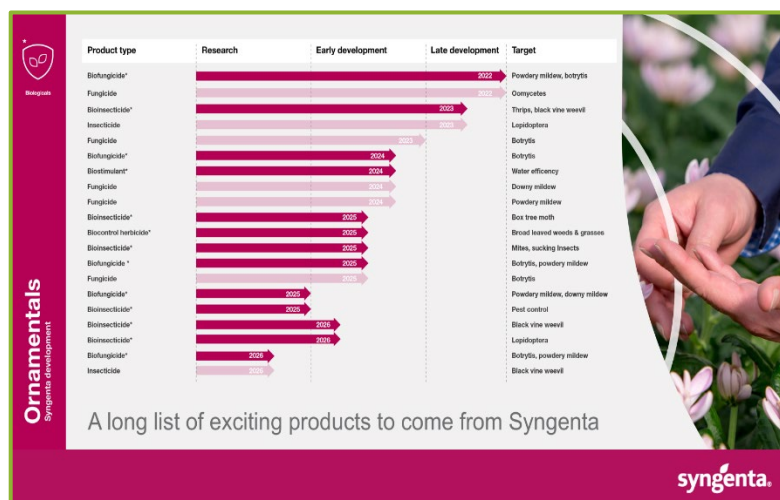 Product type Research Early development Late development Target
Biofungicide* 2022 Powdery mildew, botrytis
Fungicide 2022 Oomycetes
Bioinsecticide* 2023 Thrips, black vine weevil
Insecticide 2023 Lepidoptera
Fungicide 2023 Botrytis
Biofungicide* 2024 Botrytis
Biostimulant* 2024 Water efficency
Fungicide 2024 Downy mildew
Fungicide 2024 Powdery mildew
Bioinsecticide* 2025 Box tree moth
Biocontrol herbicide* 2025 Broad leaved weeds & grasses
Bioinsecticide* 2025 Mites, sucking Insects
Biofungicide * 2025 Botrytis, powdery mildew
Fungicide 2025 Botrytis
Biofungicide* 2025 Powdery mildew, downy mildew
Bioinsecticide* 2025 Pest control
Bioinsecticide* 2026 Black vine weevil
Bioinsecticide* 2026 Lepidoptera
Biofungicide* 2026 Botrytis, powdery mildew
Insecticide 2026 Black vine weevil
*
Biologicals
Ornamentals
Syngenta development
A long list of exciting products to come from Syngenta
syngenta.